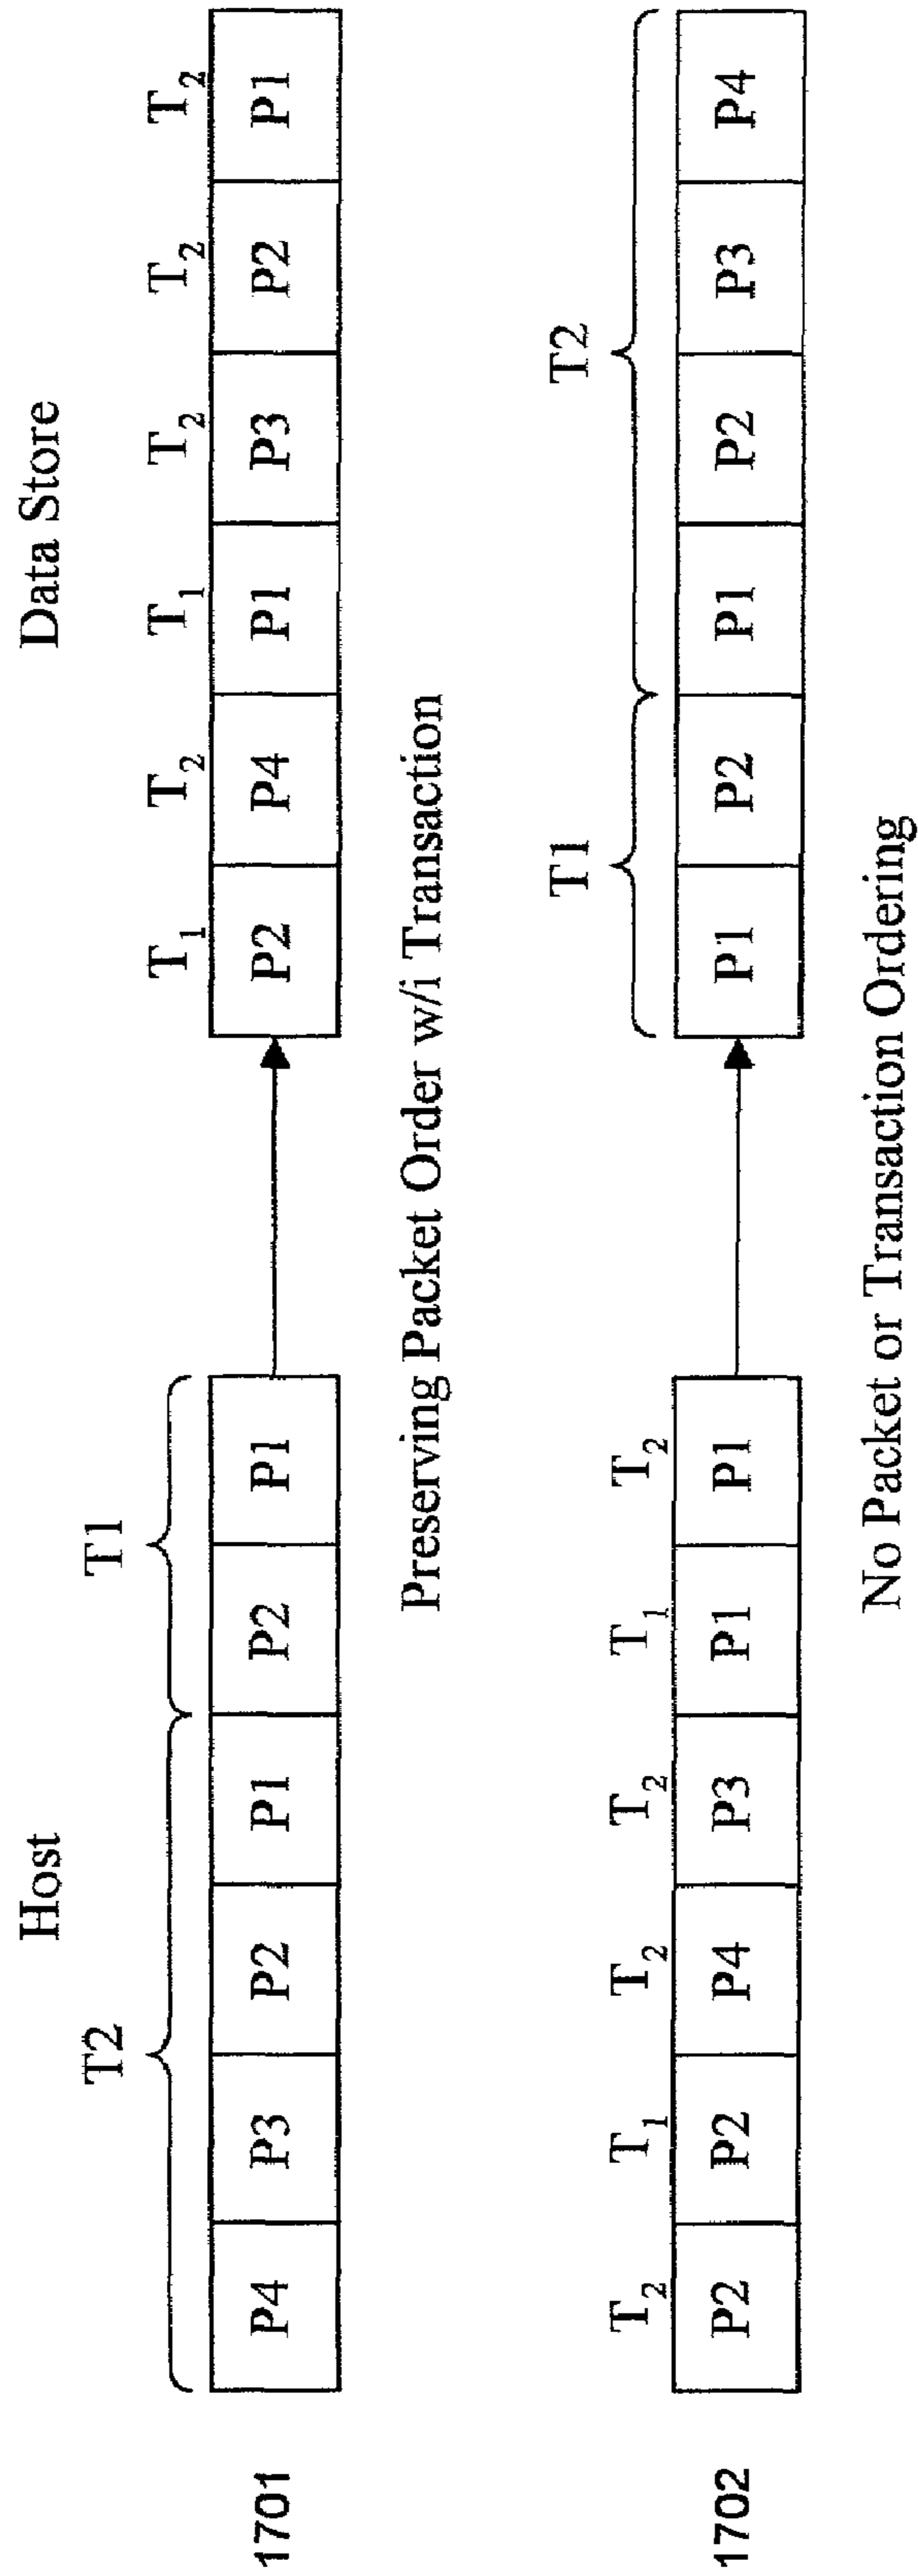 Host Data Store
T2 T1 T1 T2 T1 T2 T2 T2
1701 P4 P3 P2 P1 P2 P1 P2 P4 P1 P3 P2 P1
Preserving Packet Order w/i Transaction
T2 T1 T2 T2 T1 T2 T1 T2
1702 P2 P2 P4 P3 P1 P1 P1 P2 P1 P2 P3 P4
No Packet or Transaction Ordering